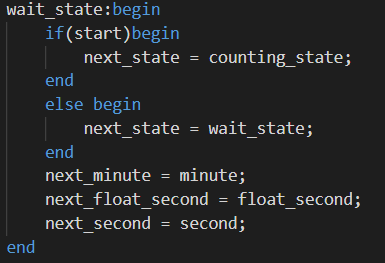 wait_state:begin
    if(start)begin
        next_state = counting_state;
    end
    else begin
        next_state = wait_state;
    end
    next_minute = minute;
    next_float_second = float_second;
    next_second = second;
end